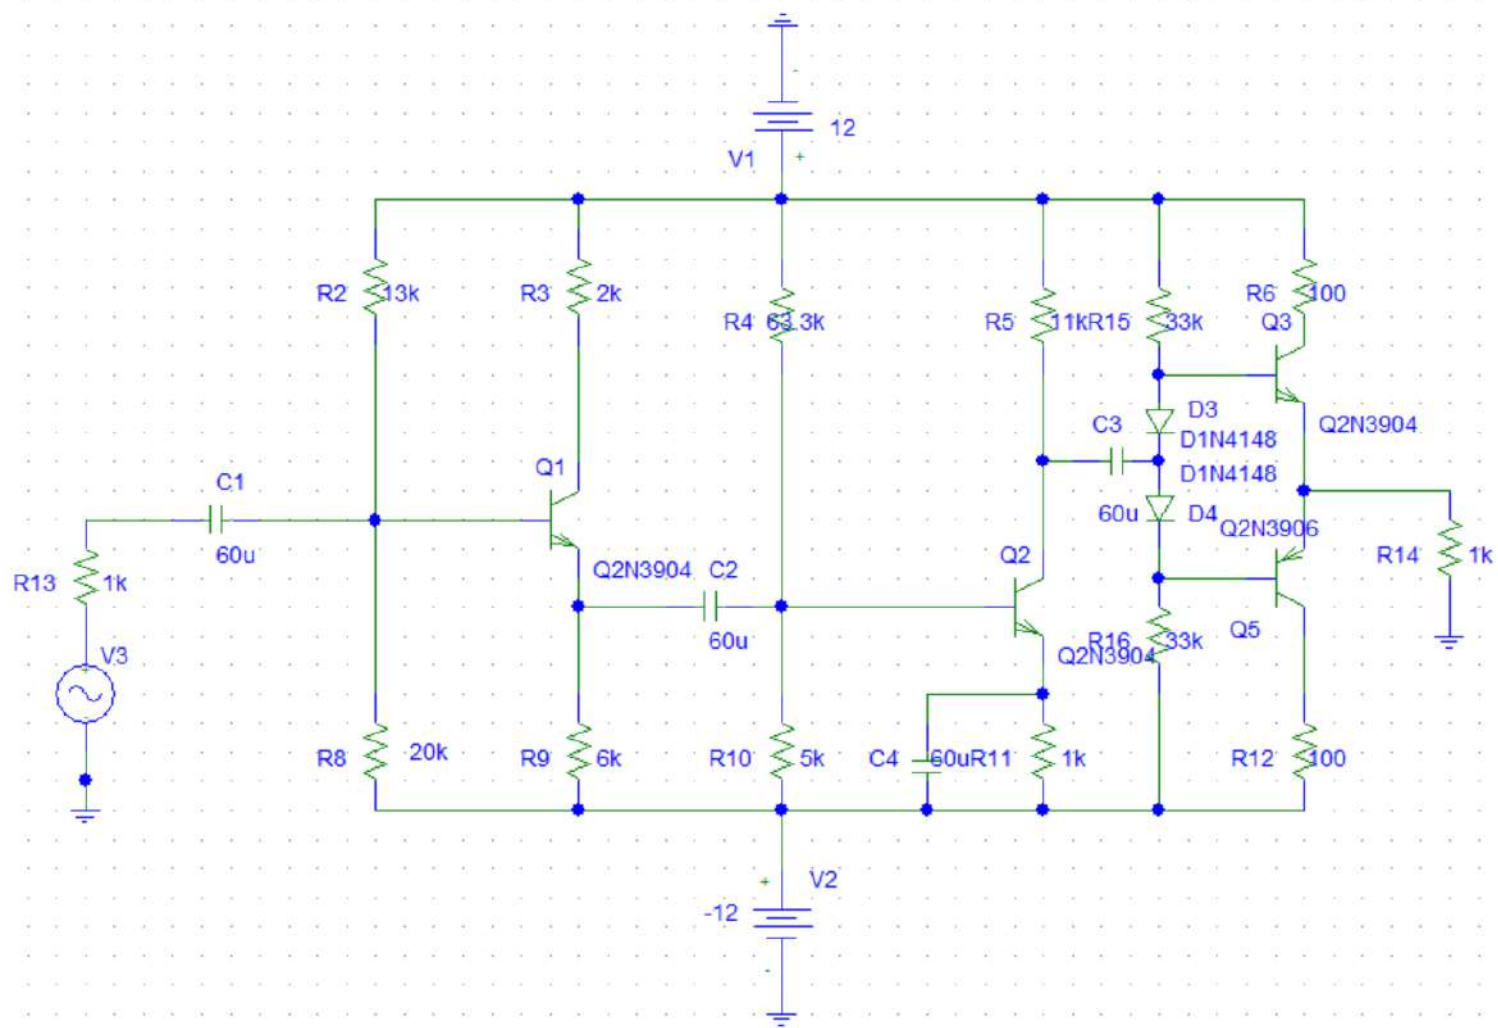 -
12
V1
+
R2
13k
R3
2k
R4
63.3k
R5
11k
R15
33k
R6
100
Q3
D3
Q2N3904
C3
D1N4148
D1N4148
Q1
C1
60u
D4
Q2N3906
60u
R13
1k
Q2N3904
C2
Q2
R14
1k
60u
R16
33k
Q5
Q2N3904
V3
+
R8
20k
R9
6k
R10
5k
C4
60u
R11
1k
R12
100
+
V2
-12
-